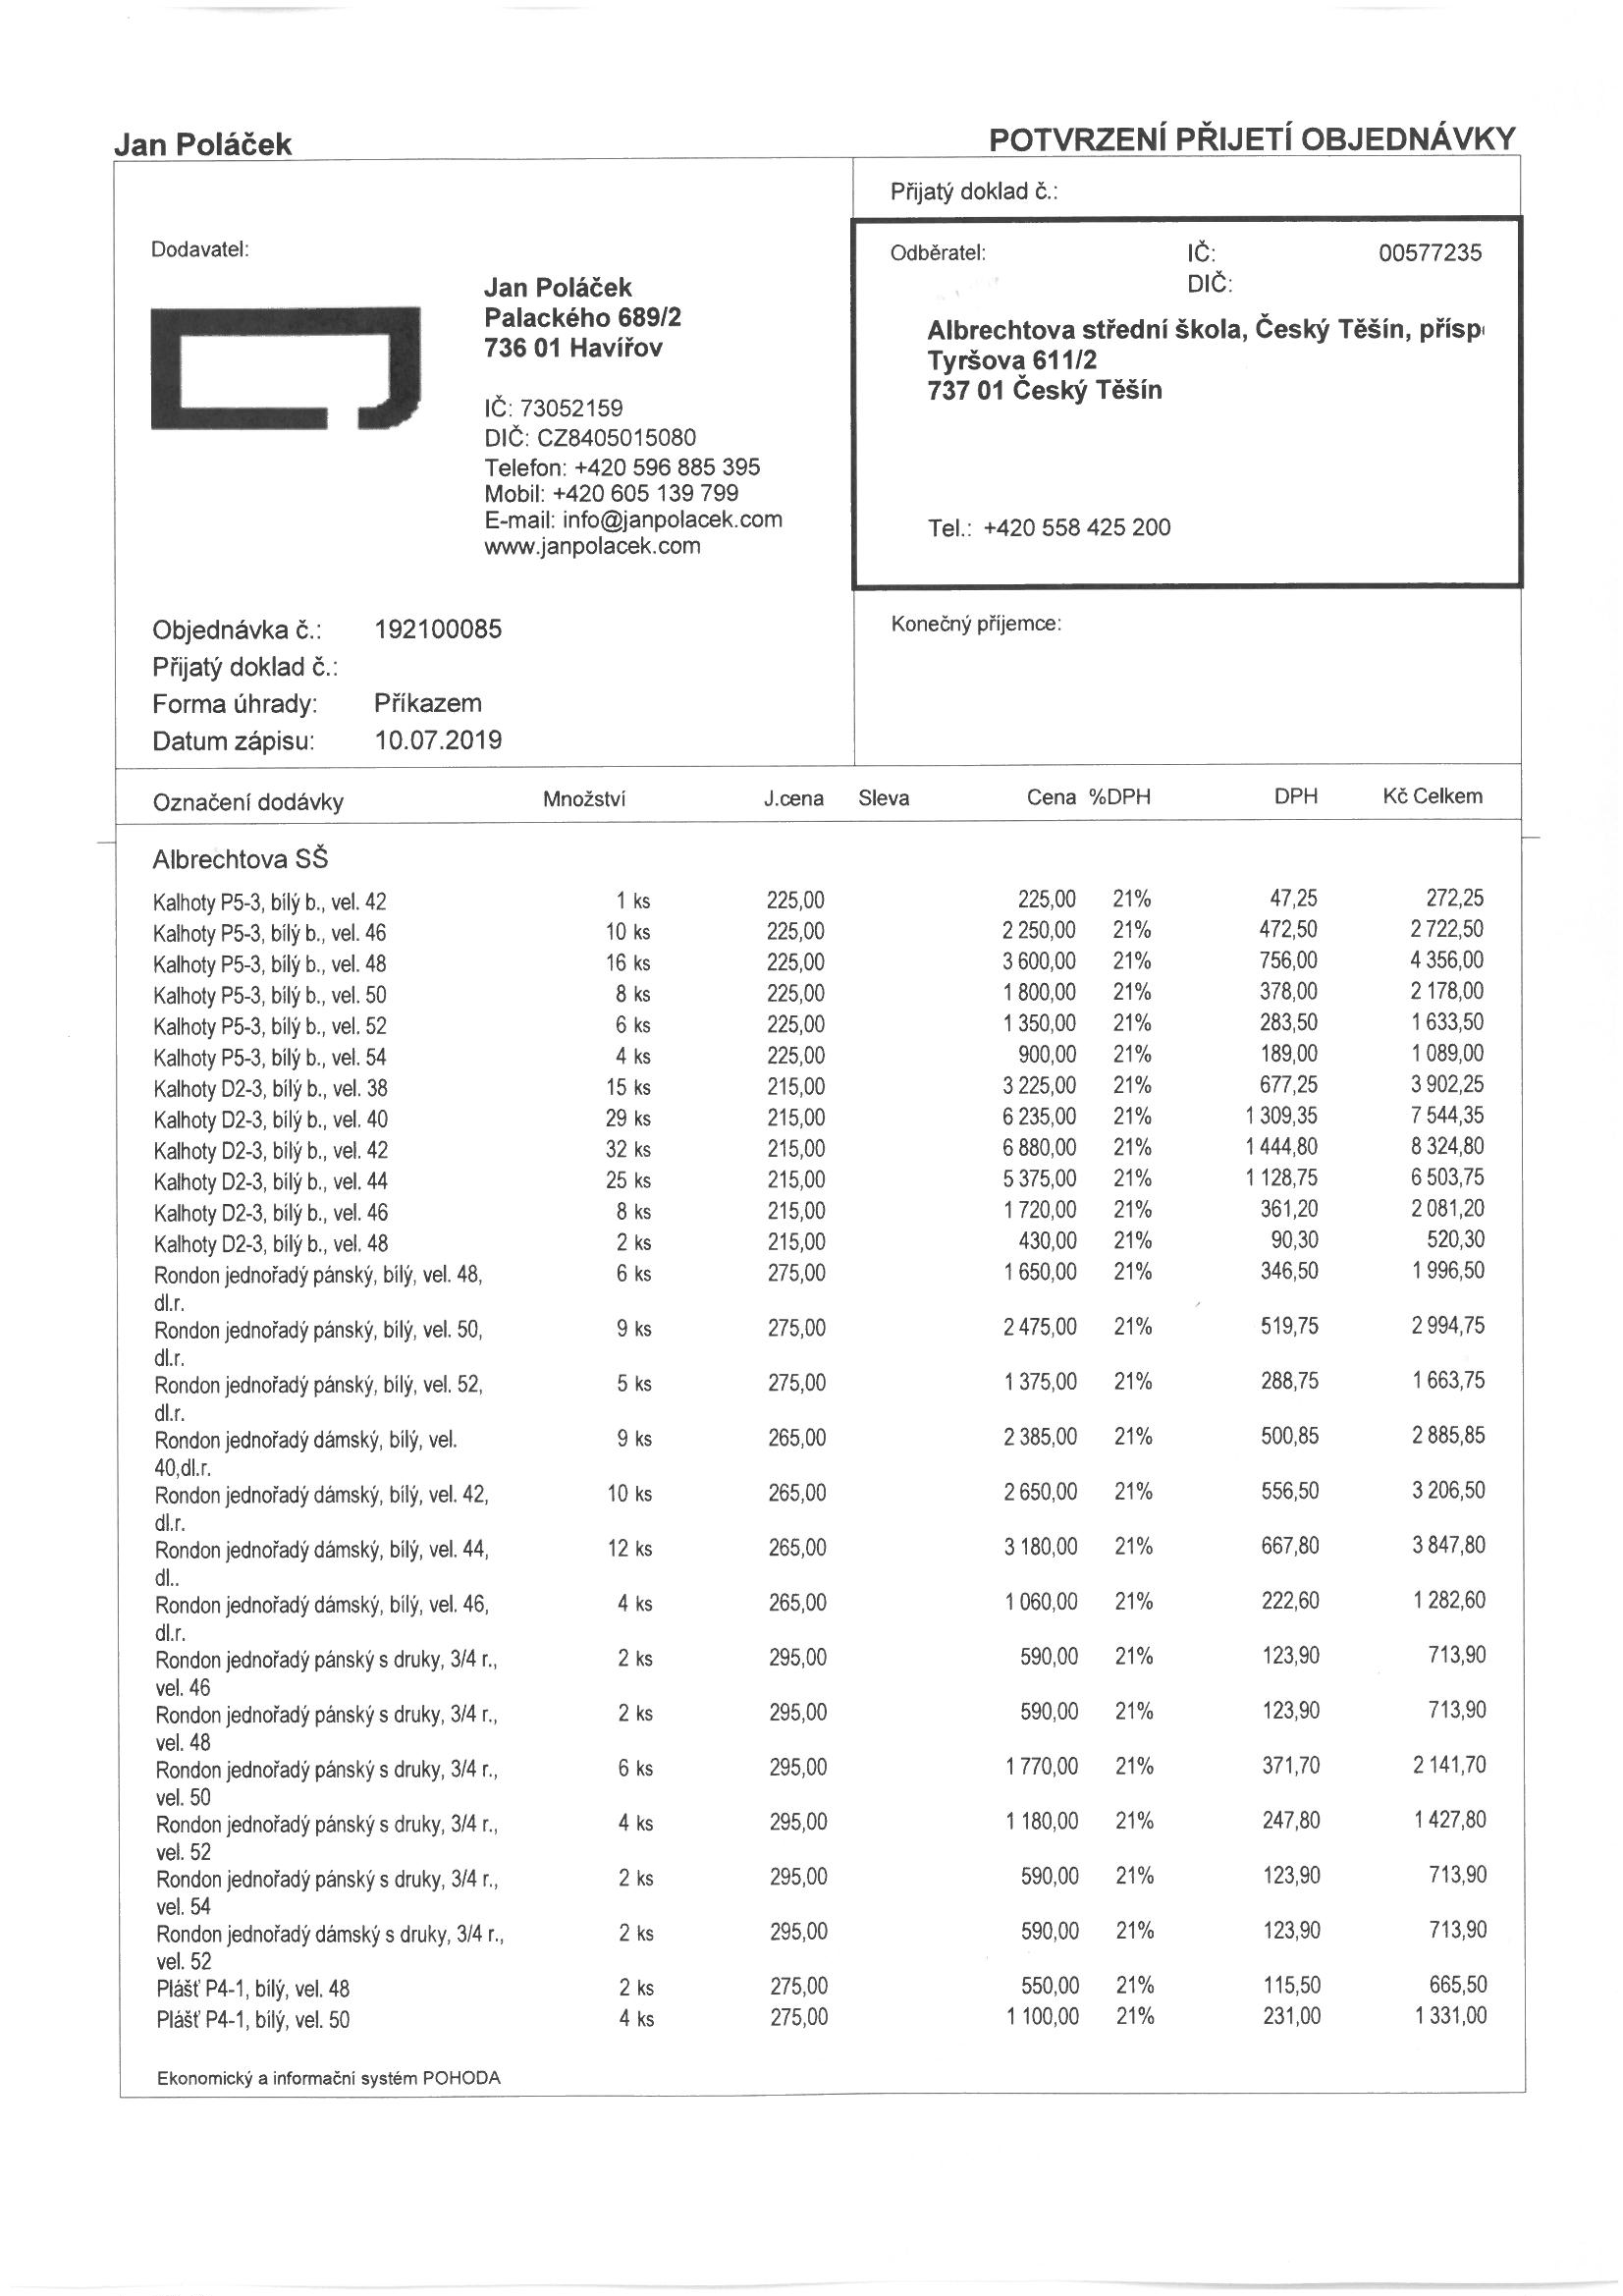 Jan Poláček
POTVRZENÍ PŘIJETÍ OBJEDNÁVKY
Přijatý doklad č.:
Dodavatel:
Jan Poláček
Palackého 689/2
736 01 Havířov
IČ: 73052159
DIČ: CZ8405015080
Telefon: +420 596 885 395
Mobil: +420 605 139 799
E-mail: info@janpolacek.com
www.janpolacek.com
Odběratel: IČ: 00577235
DIČ:
Albrechtova střední škola, Český Těšín, přísp
Tyršova 611/2
737 01 Český Těšín
Tel.: +420 558 425 200
Objednávka č.: 192100085
Přijatý doklad č.:
Forma úhrady: Příkazem
Datum zápisu: 10.07.2019
Konečný příjemce:
Označení dodávky Množství J.cena Sleva Cena %DPH DPH Kč Celkem
Albrechtova SŠ
Kalhoty P5-3, bílý b., vel. 42 1 ks 225,00 225,00 21% 47,25 272,25
Kalhoty P5-3, bílý b., vel. 46 10 ks 225,00 2 250,00 21% 472,50 2 722,50
Kalhoty P5-3, bílý b., vel. 48 16 ks 225,00 3 600,00 21% 756,00 4 356,00
Kalhoty P5-3, bílý b., vel. 50 8 ks 225,00 1 800,00 21% 378,00 2 178,00
Kalhoty P5-3, bílý b., vel. 52 6 ks 225,00 1 350,00 21% 283,50 1 633,50
Kalhoty P5-3, bílý b., vel. 54 4 ks 225,00 900,00 21% 189,00 1 089,00
Kalhoty D2-3, bílý b., vel. 38 15 ks 215,00 3 225,00 21% 677,25 3 902,25
Kalhoty D2-3, bílý b., vel. 40 29 ks 215,00 6 235,00 21% 1 309,35 7 544,35
Kalhoty D2-3, bílý b., vel. 42 32 ks 215,00 6 880,00 21% 1 444,80 8 324,80
Kalhoty D2-3, bílý b., vel. 44 25 ks 215,00 5 375,00 21% 1 128,75 6 503,75
Kalhoty D2-3, bílý b., vel. 46 8 ks 215,00 1 720,00 21% 361,20 2 081,20
Kalhoty D2-3, bílý b., vel. 48 2 ks 215,00 430,00 21% 90,30 520,30
Rondon jednořadý pánský, bílý, vel. 48, 6 ks 275,00 1 650,00 21% 346,50 1 996,50
dl.r.
Rondon jednořadý pánský, bílý, vel. 50, 9 ks 275,00 2 475,00 21% 519,75 2 994,75
dl.r.
Rondon jednořadý pánský, bílý, vel. 52, 5 ks 275,00 1 375,00 21% 288,75 1 663,75
dl.r.
Rondon jednořadý dámský, bílý, vel. 9 ks 265,00 2 385,00 21% 500,85 2 885,85
40,dl.r.
Rondon jednořadý dámský, bílý, vel. 42, 10 ks 265,00 2 650,00 21% 556,50 3 206,50
dl.r.
Rondon jednořadý dámský, bílý, vel. 44, 12 ks 265,00 3 180,00 21% 667,80 3 847,80
dl..
Rondon jednořadý dámský, bílý, vel. 46, 4 ks 265,00 1 060,00 21% 222,60 1 282,60
dl.r.
Rondon jednořadý pánský s druky, 3/4 r., 2 ks 295,00 590,00 21% 123,90 713,90
vel. 46
Rondon jednořadý pánský s druky, 3/4 r., 2 ks 295,00 590,00 21% 123,90 713,90
vel. 48
Rondon jednořadý pánský s druky, 3/4 r., 6 ks 295,00 1 770,00 21% 371,70 2 141,70
vel. 50
Rondon jednořadý pánský s druky, 3/4 r., 4 ks 295,00 1 180,00 21% 247,80 1 427,80
vel. 52
Rondon jednořadý pánský s druky, 3/4 r., 2 ks 295,00 590,00 21% 123,90 713,90
vel. 54
Rondon jednořadý dámský s druky, 3/4 r., 2 ks 295,00 590,00 21% 123,90 713,90
vel. 52
Plášť P4-1, bílý, vel. 48 2 ks 275,00 550,00 21% 115,50 665,50
Plášť P4-1, bílý, vel. 50 4 ks 275,00 1 100,00 21% 231,00 1 331,00
Ekonomický a informační systém POHODA